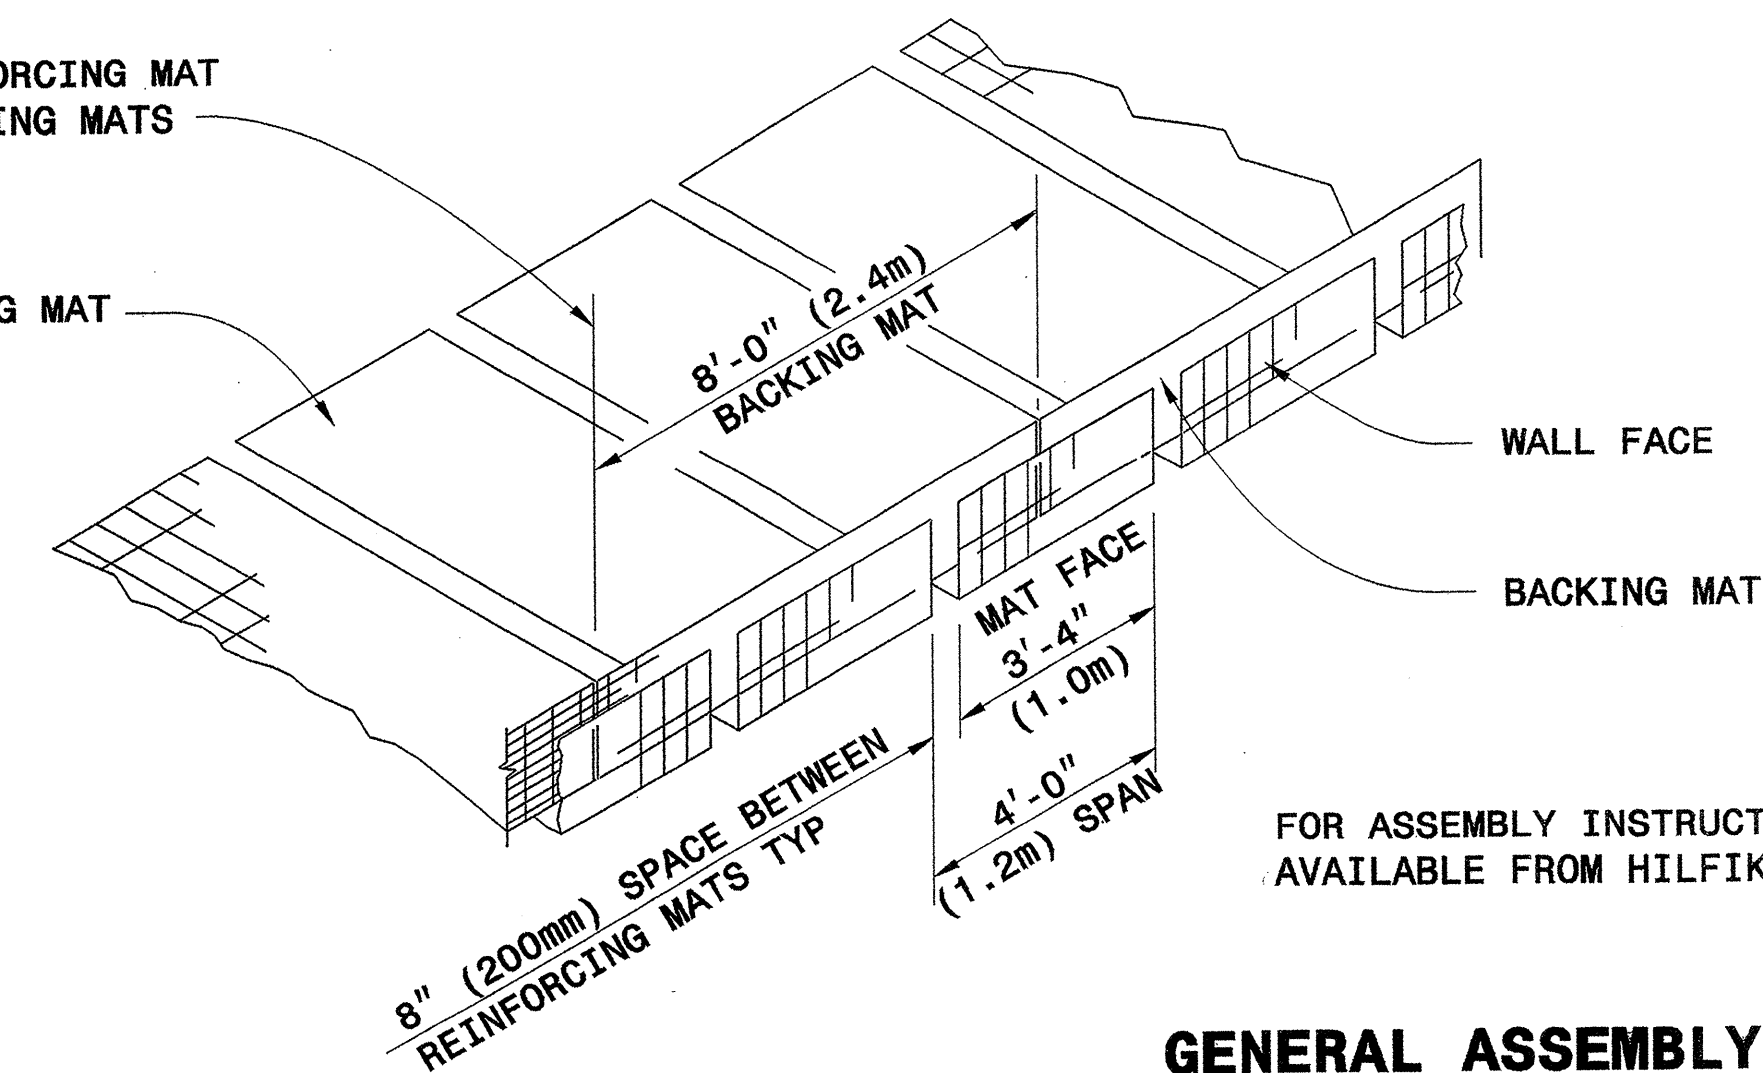 ORCING MAT
ING MATS
G MAT
8'-0" (2.4m)
BACKING MAT
WALL FACE
BACKING MAT
MAT FACE
3'-4"
(1.0m)
4'-0"
(1.2m) SPAN
8" (200mm) SPACE BETWEEN
REINFORCING MATS TYP
FOR ASSEMBLY INSTRUCT
AVAILABLE FROM HILFIK
GENERAL ASSEMBLY